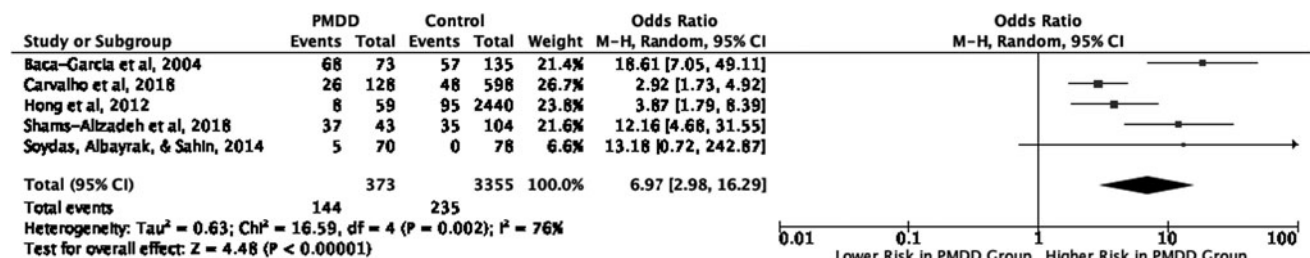 PMDD Control Odds Ratio Odds Ratio
Study or Subgroup Events Total Events Total Weight M-H, Random, 95% CI M-H, Random, 95% CI
Baca-Garcia et al, 2004 68 73 57 135 21.4% 18.61 [7.05, 49.11]
Carvalho et al, 2018 26 128 48 598 26.7% 2.92 [1.73, 4.92]
Hong et al, 2012 8 59 95 2440 23.8% 3.87 [1.79, 8.39]
Shams-Alizadeh et al, 2018 37 43 35 104 21.6% 12.16 [4.68, 31.55]
Soydas, Albayrak, & Sahin, 2014 5 70 0 78 6.6% 13.18 [0.72, 242.87]
Total (95% CI) 373 3355 100.0% 6.97 [2.98, 16.29]
Total events 144 235
Heterogeneity: Tau² = 0.63; Chi² = 16.59, df = 4 (P = 0.002); I² = 76%
Test for overall effect: Z = 4.48 (P < 0.00001)
0.01 0.1 1 10 100
Lower Risk in PMDD Group Higher Risk in PMDD Group